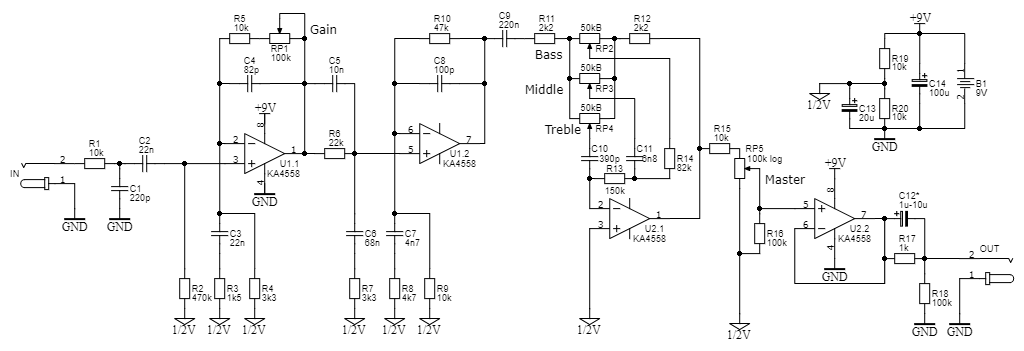 R5
10k
RP1
100k
Gain
C4
82p
C5
10n
+9V
8
2
3
1
U1.1
KA4558
4
GND
IN
2
1
GND
R1
10k
C1
220p
GND
C2
22n
C3
22n
R2
470k
1/2V
R3
1k5
1/2V
R4
3k3
1/2V
R6
22k
C6
68n
R7
3k3
1/2V
R10
47k
C8
100p
6
5
7
U1.2
KA4558
C7
4n7
R8
4k7
1/2V
R9
10k
C9
220n
R11
2k2
Bass
50kB
RP2
R12
2k2
Middle
50kB
RP3
Treble
50kB
RP4
C10
390p
C11
6n8
R13
150k
R14
82k
2
3
1
U2.1
KA4558
1/2V
R15
10k
RP5
100k log
Master
R16
100k
1/2V
+9V
8
5
6
7
U2.2
KA4558
4
GND
C12*
1u-10u
R17
1k
R18
100k
GND
OUT
2
1
GND
+9V
R19
10k
1/2V
C13
20u
R20
10k
C14
100u
1
B1
9V
2
GND